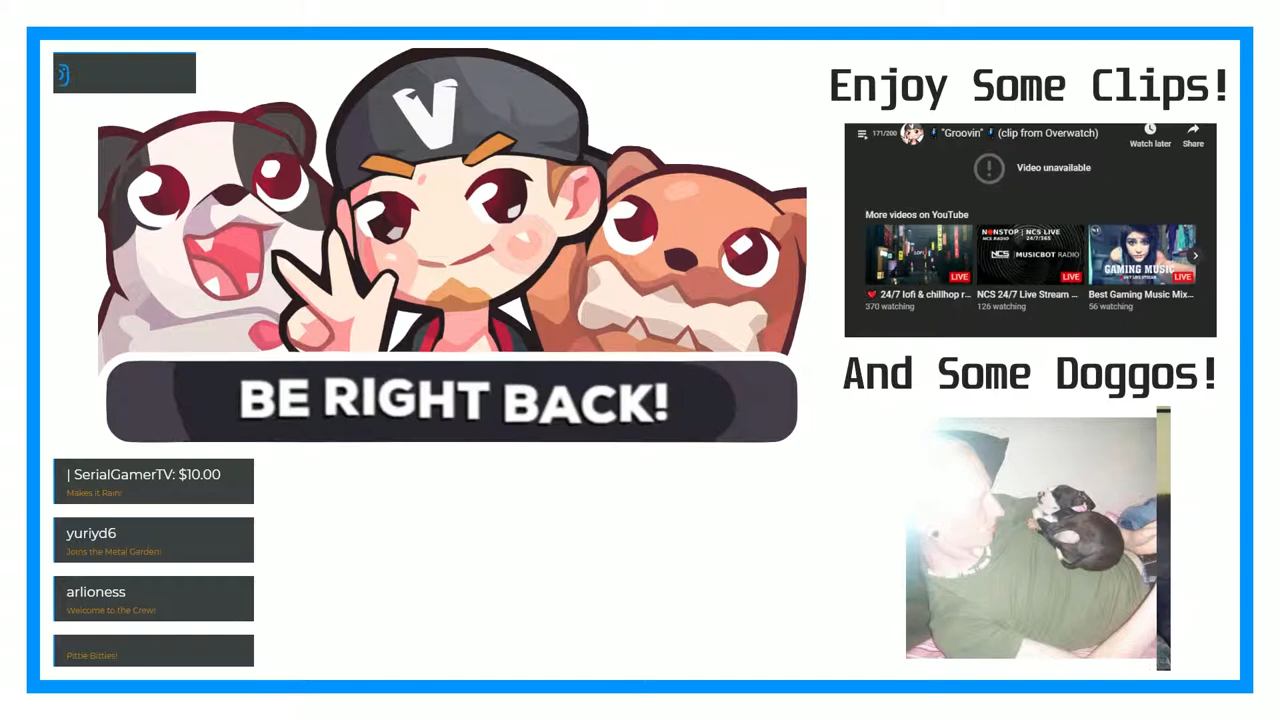 V
Enjoy Some Clips!
171/200
"Groovin" (clip from Overwatch)
Watch later
Share
Video unavailable
More videos on YouTube
NONSTOP | NCS LIVE
NCS RADIO 24/7/365
NCS | MUSICBOT RADIO
GAMING MUSIC
LIVE
LIVE
LIVE
24/7 lofi & chillhop r...
NCS 24/7 Live Stream ...
Best Gaming Music Mix...
370 watching
126 watching
56 watching
And Some Doggos!
BE RIGHT BACK!
| SerialGamerTV: $10.00
Makes it Rain!
yuriyd6
Joins the Metal Garden!
arlioness
Welcome to the Crew!
Pittie Bitties!